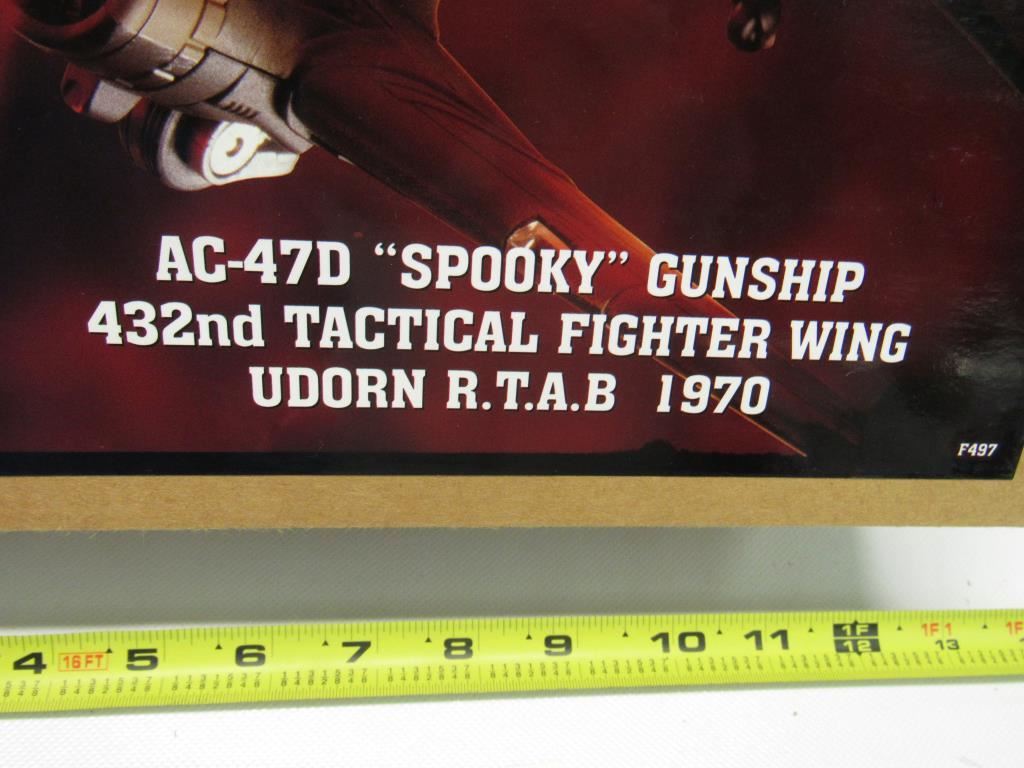 AC-47D “SPOOKY” GUNSHIP
432nd TACTICAL FIGHTER WING
UDORN R.T.A.B 1970
F497
4 16FT 5 6 7 8 9 10 11 1F 12 1F1 13 1F